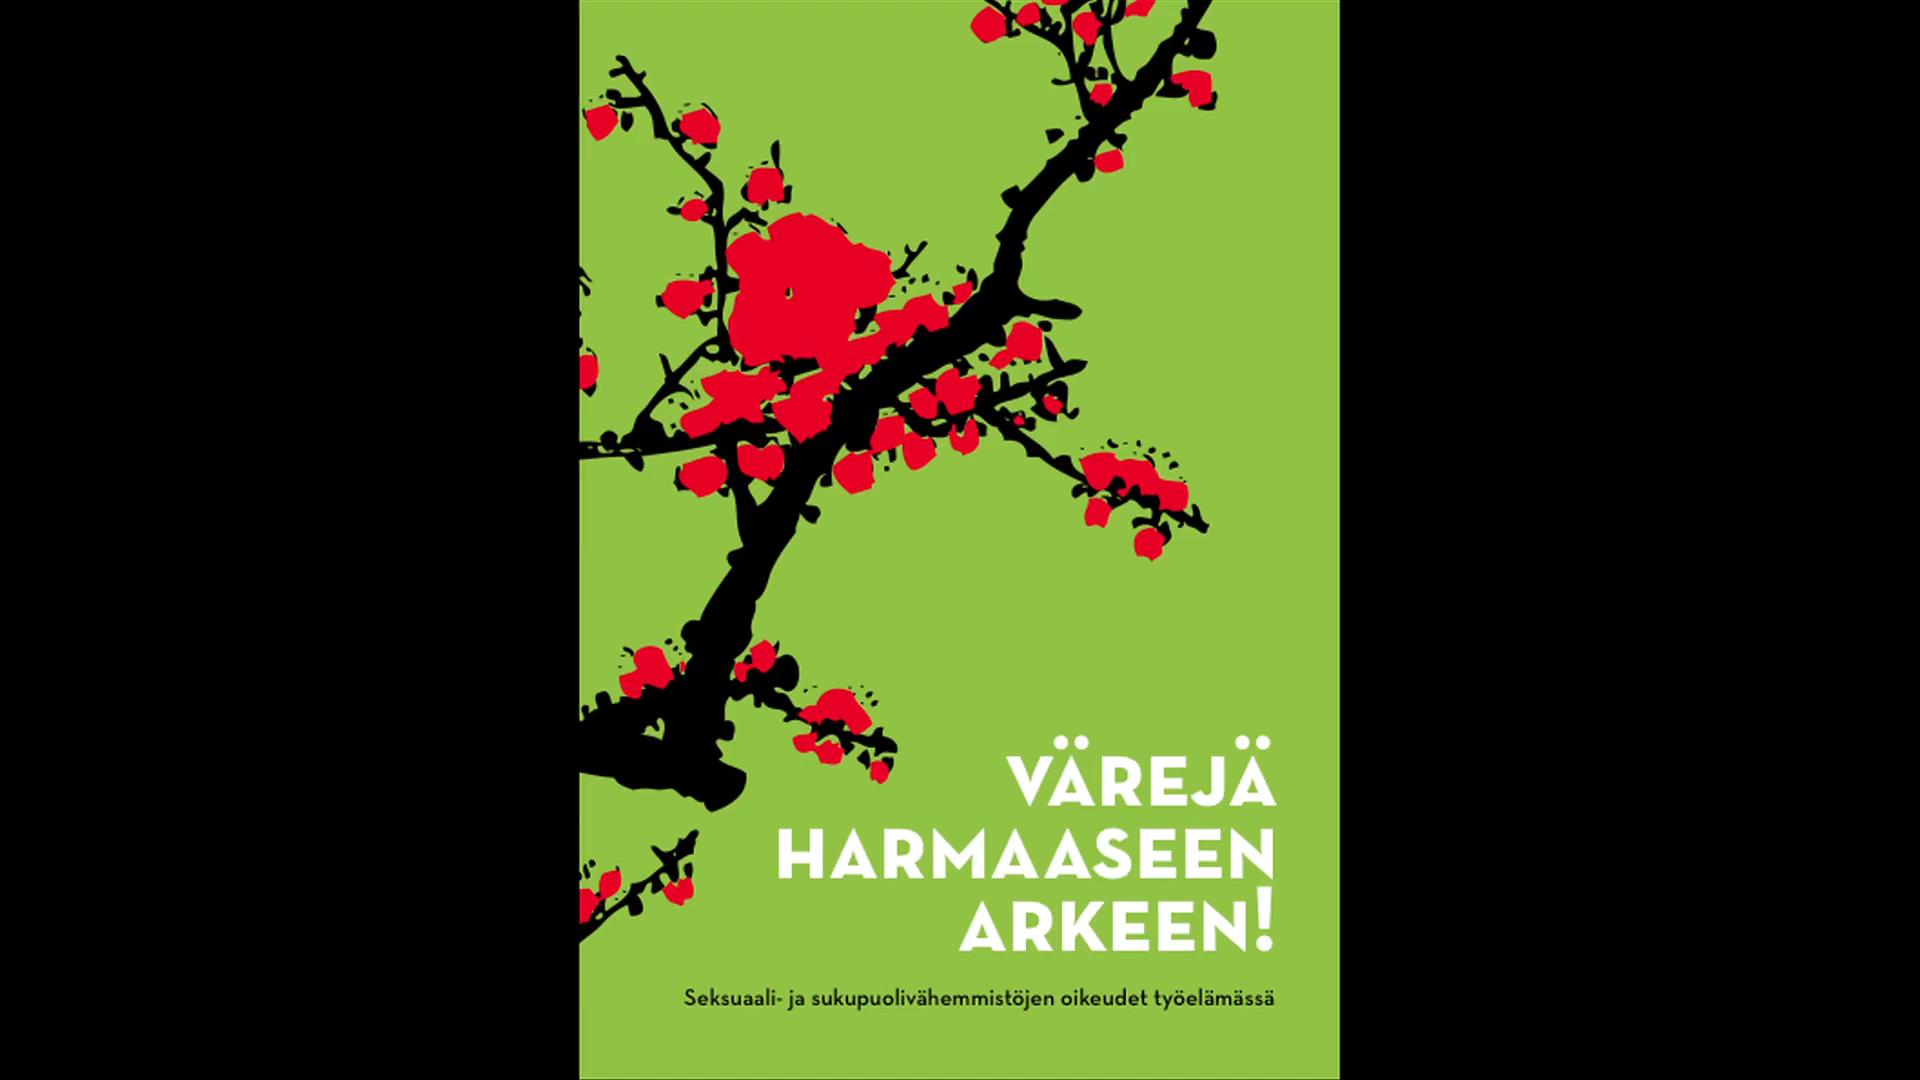 VÄREJÄ
HARMAASEEN
ARKEEN!
Seksuaali- ja sukupuolivähemmistöjen oikeudet työelämässä